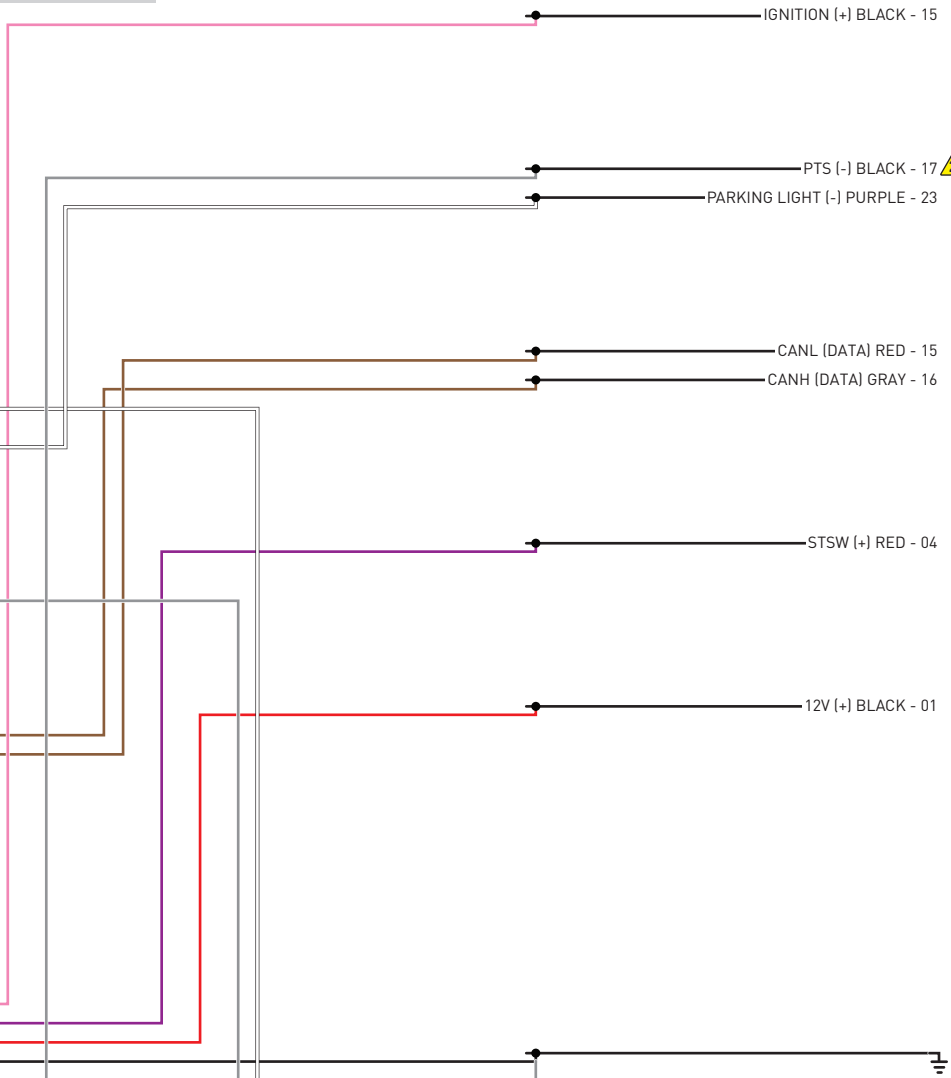 IGNITION (+) BLACK - 15
PTS (-) BLACK - 17
PARKING LIGHT (-) PURPLE - 23
CANL (DATA) RED - 15
CANH (DATA) GRAY - 16
STSW (+) RED - 04
12V (+) BLACK - 01